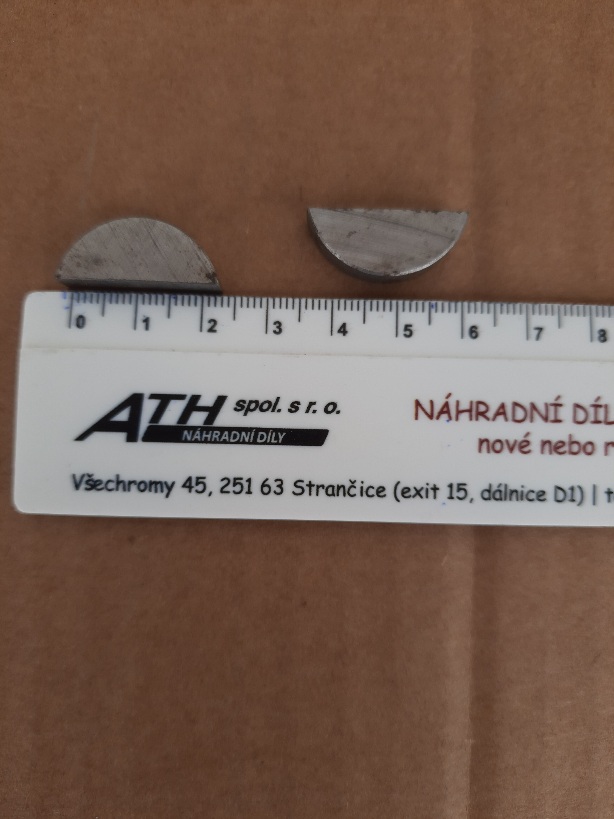 0 1 2 3 4 5 6 7 8
ATH spol. s r. o.
NÁHRADNÍ DÍLY
NÁHRADNÍ DÍL
nové nebo r
Všechromy 45, 251 63 Strančice (exit 15, dálnice D1) | t